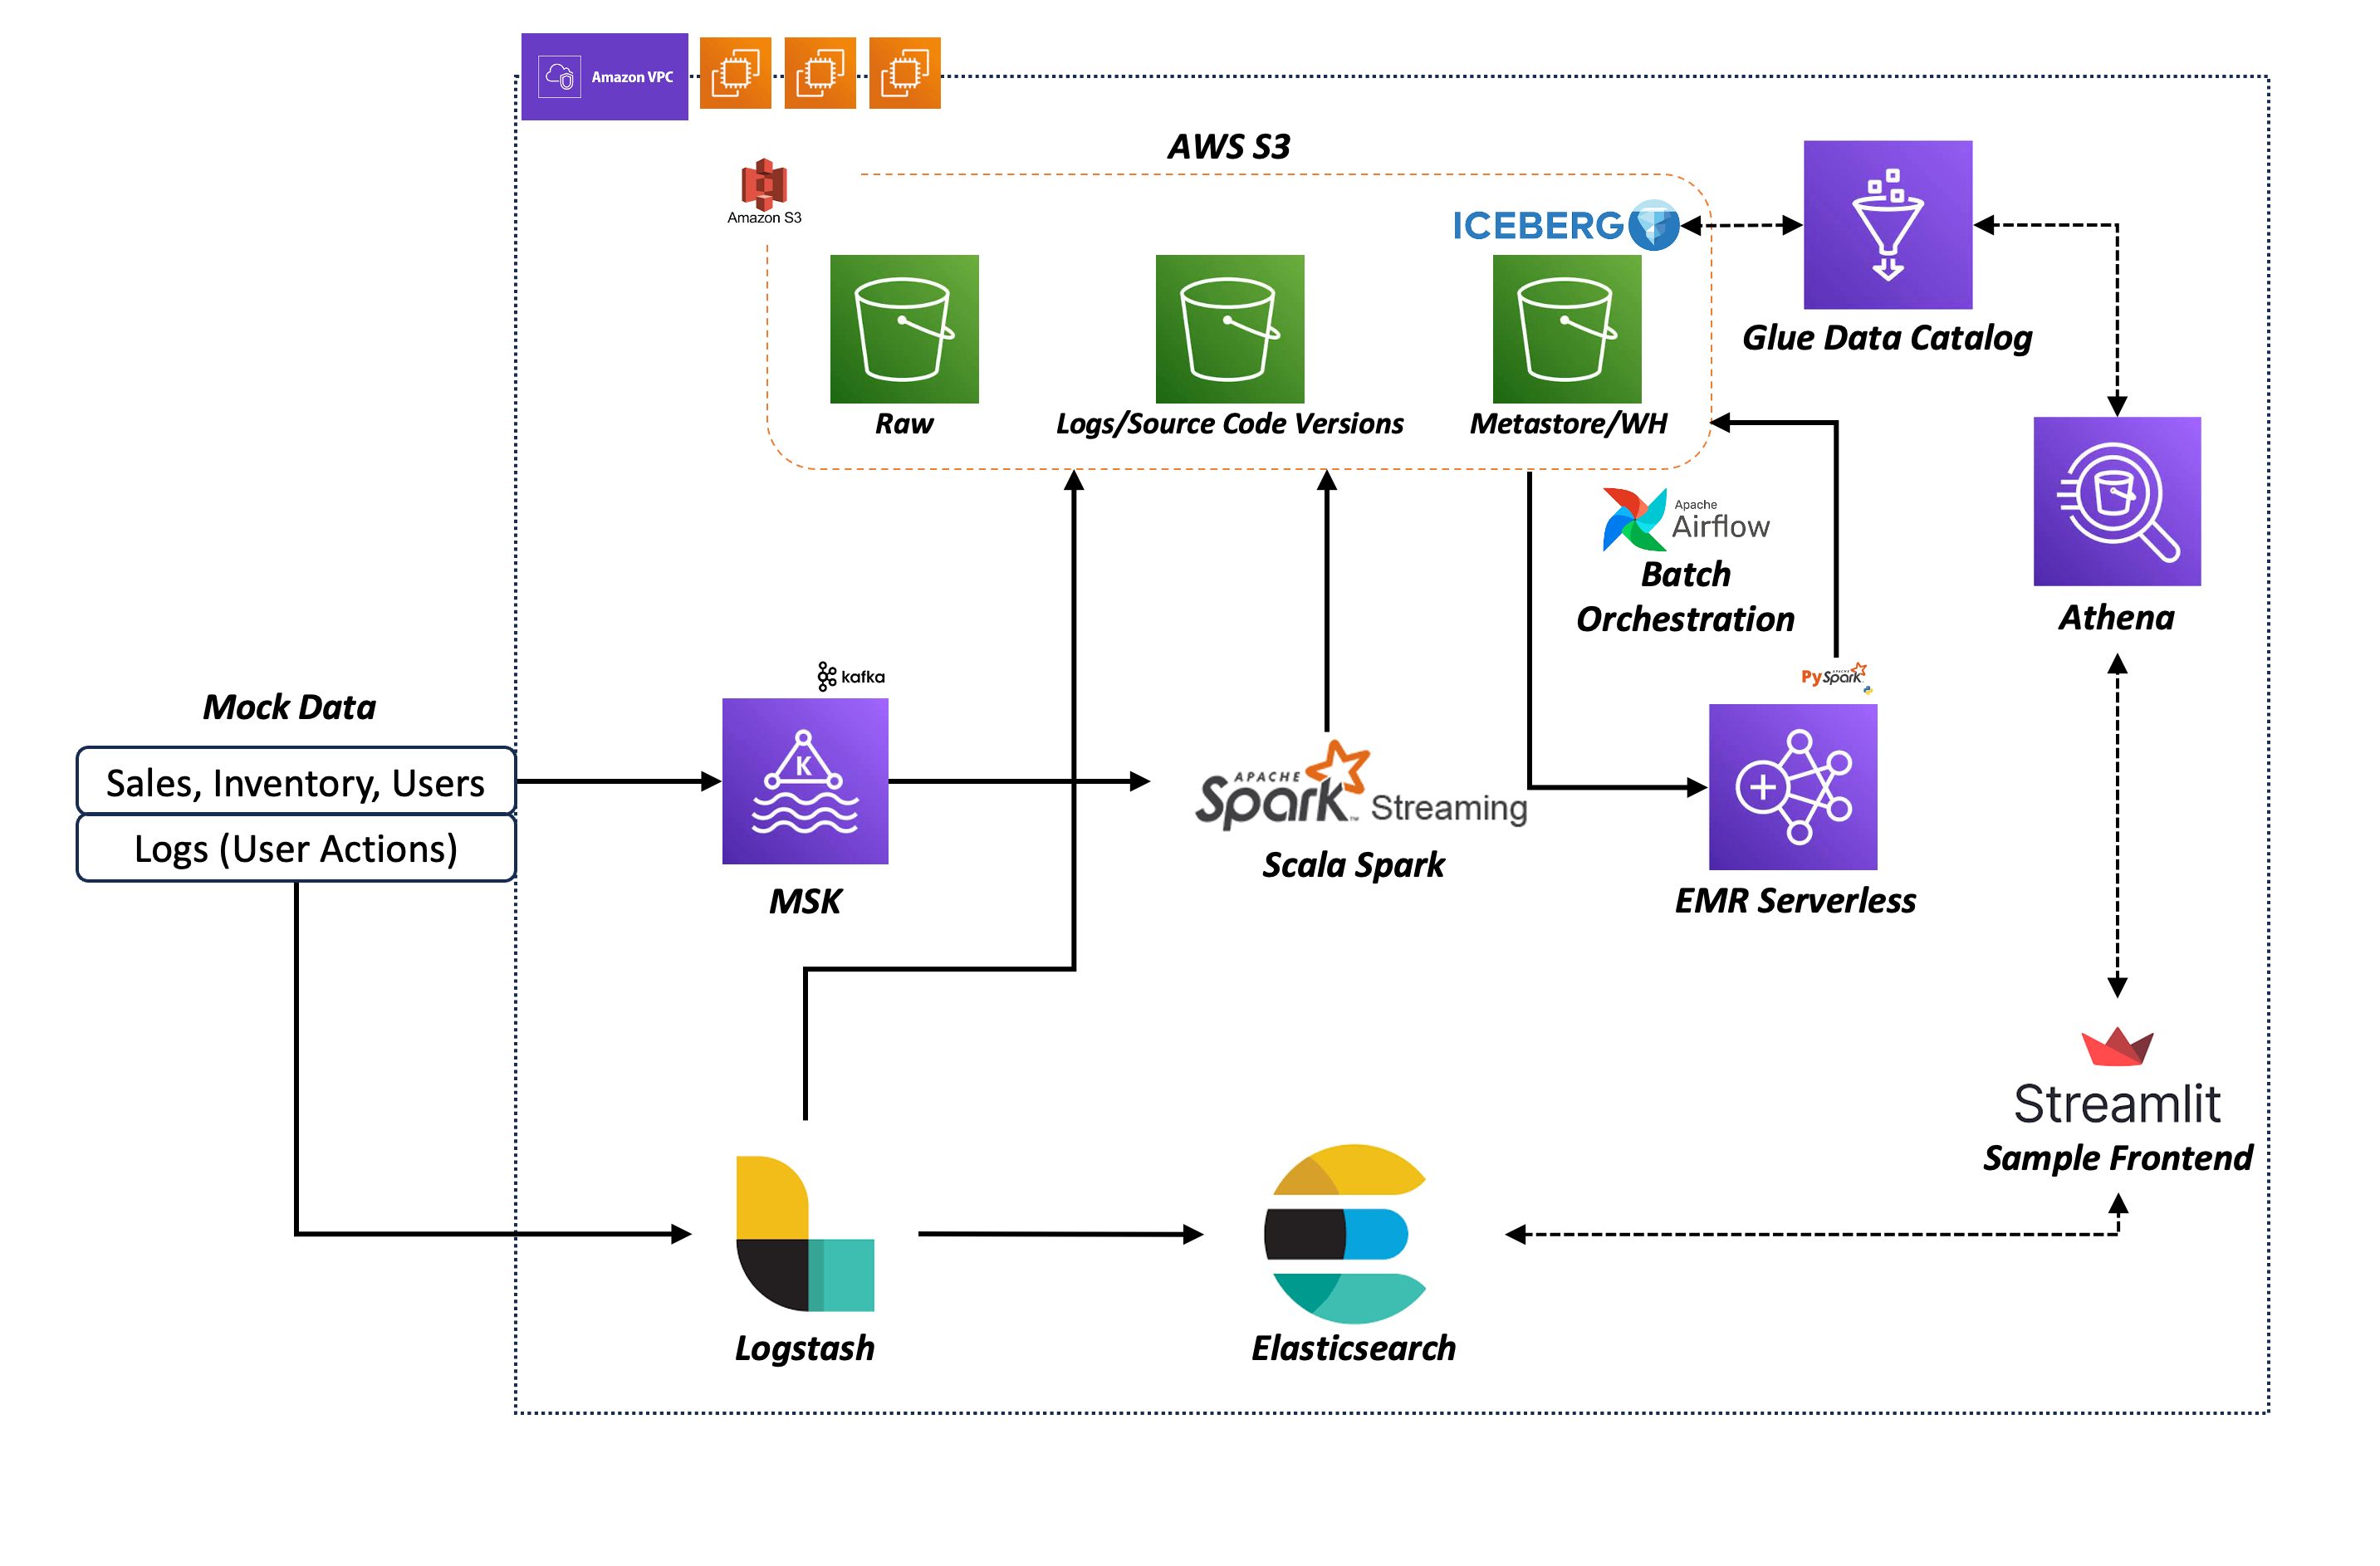 Amazon VPC
AWS S3
Amazon S3
ICEBERG
Raw
Logs/Source Code Versions
Metastore/WH
Glue Data Catalog
Apache
Airflow
Batch
Orchestration
Athena
kafka
PySpark
APACHE
Mock Data
Sales, Inventory, Users
Logs (User Actions)
K
MSK
APACHE
Spark Streaming
TM
Scala Spark
EMR Serverless
Streamlit
Sample Frontend
Logstash
Elasticsearch